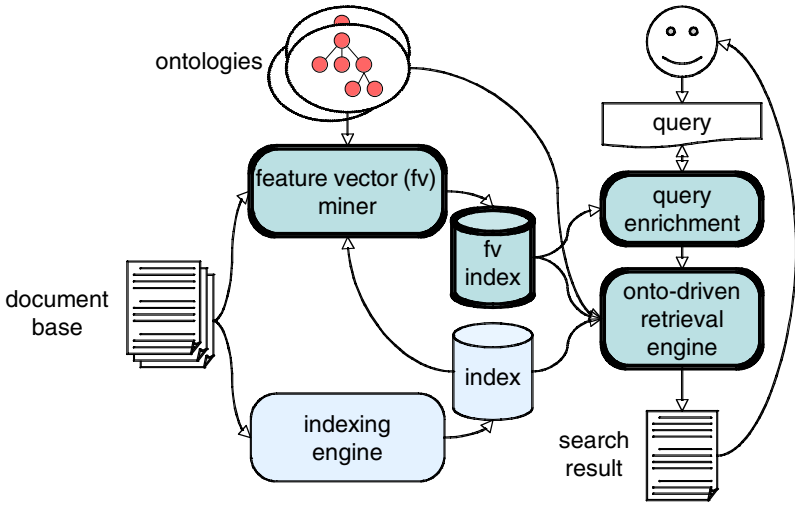 ontologies
query
feature vector (fv)
miner
query
enrichment
fv
index
document
base
onto-driven
retrieval
engine
index
indexing
engine
search
result